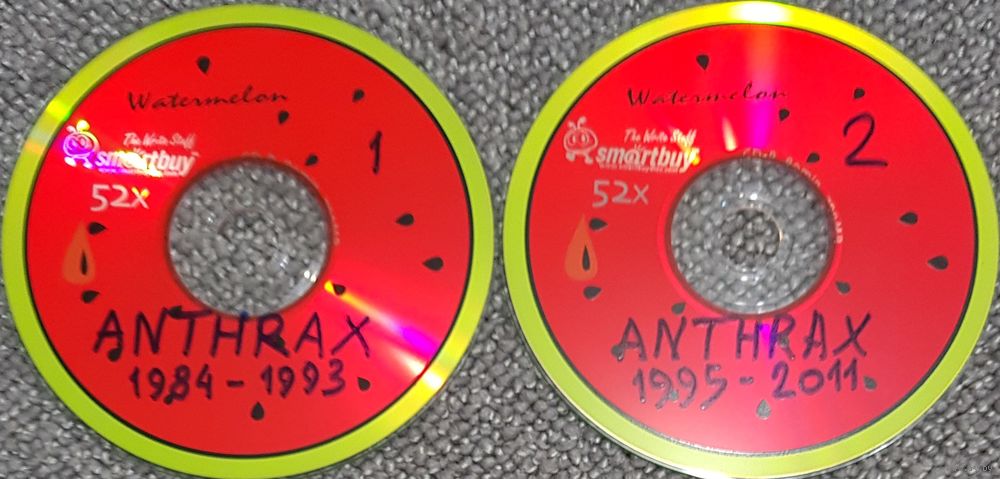 Watermelon
1
The Write Stuff
smartbuy
52x
ANTHRAX
1984 - 1993
Watermelon
2
The Write Stuff
smartbuy
52x
ANTHRAX
1995 - 2011